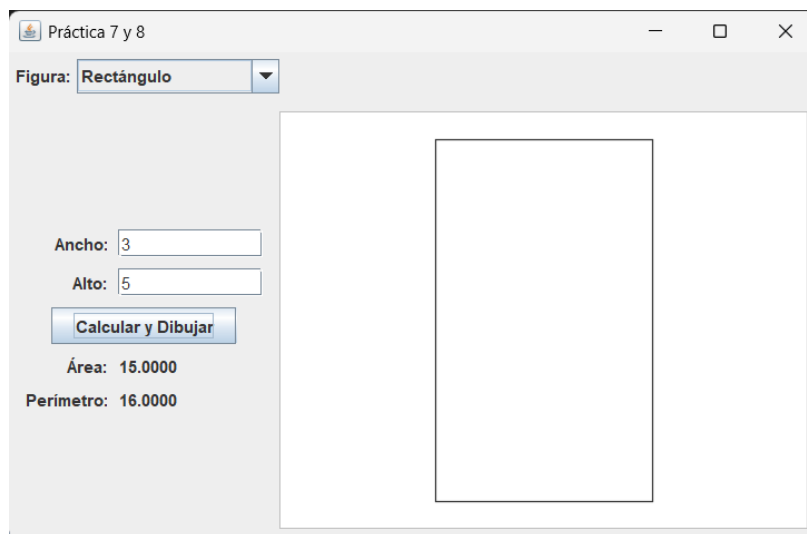 Práctica 7 y 8
Figura: Rectángulo
Ancho: 3
Alto: 5
Calcular y Dibujar
Área: 15.0000
Perímetro: 16.0000